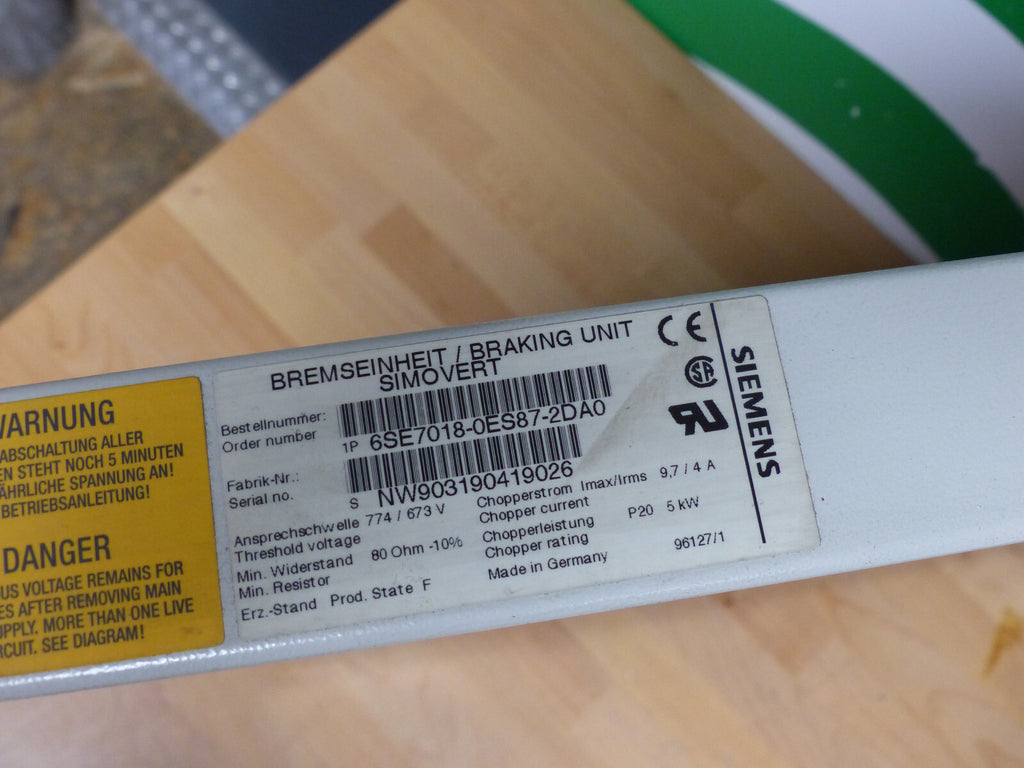 BREMSEINHEIT / BRAKING UNIT
SIMOVERT
Bestellnummer:
Order number
1P 6SE7018-0ES87-2DA0
Fabrik-Nr.:
Serial no.
S NW903190419026
Ansprechschwelle 774 / 673 V
Threshold voltage
Min. Widerstand 80 Ohm -10%
Min. Resistor
Erz.-Stand Prod. State F
Chopperstrom Imax/Irms 9,7 / 4 A
Chopper current
Chopperleistung P20 5 kW
Chopper rating
Made in Germany 96127/1
CE
SIEMENS
WARNUNG
ABSCHALTUNG ALLER
EN STEHT NOCH 5 MINUTEN
ÄHRLICHE SPANNUNG AN!
BETRIEBSANLEITUNG!
DANGER
US VOLTAGE REMAINS FOR
ES AFTER REMOVING MAIN
UPPLY. MORE THAN ONE LIVE
RCUIT. SEE DIAGRAM!